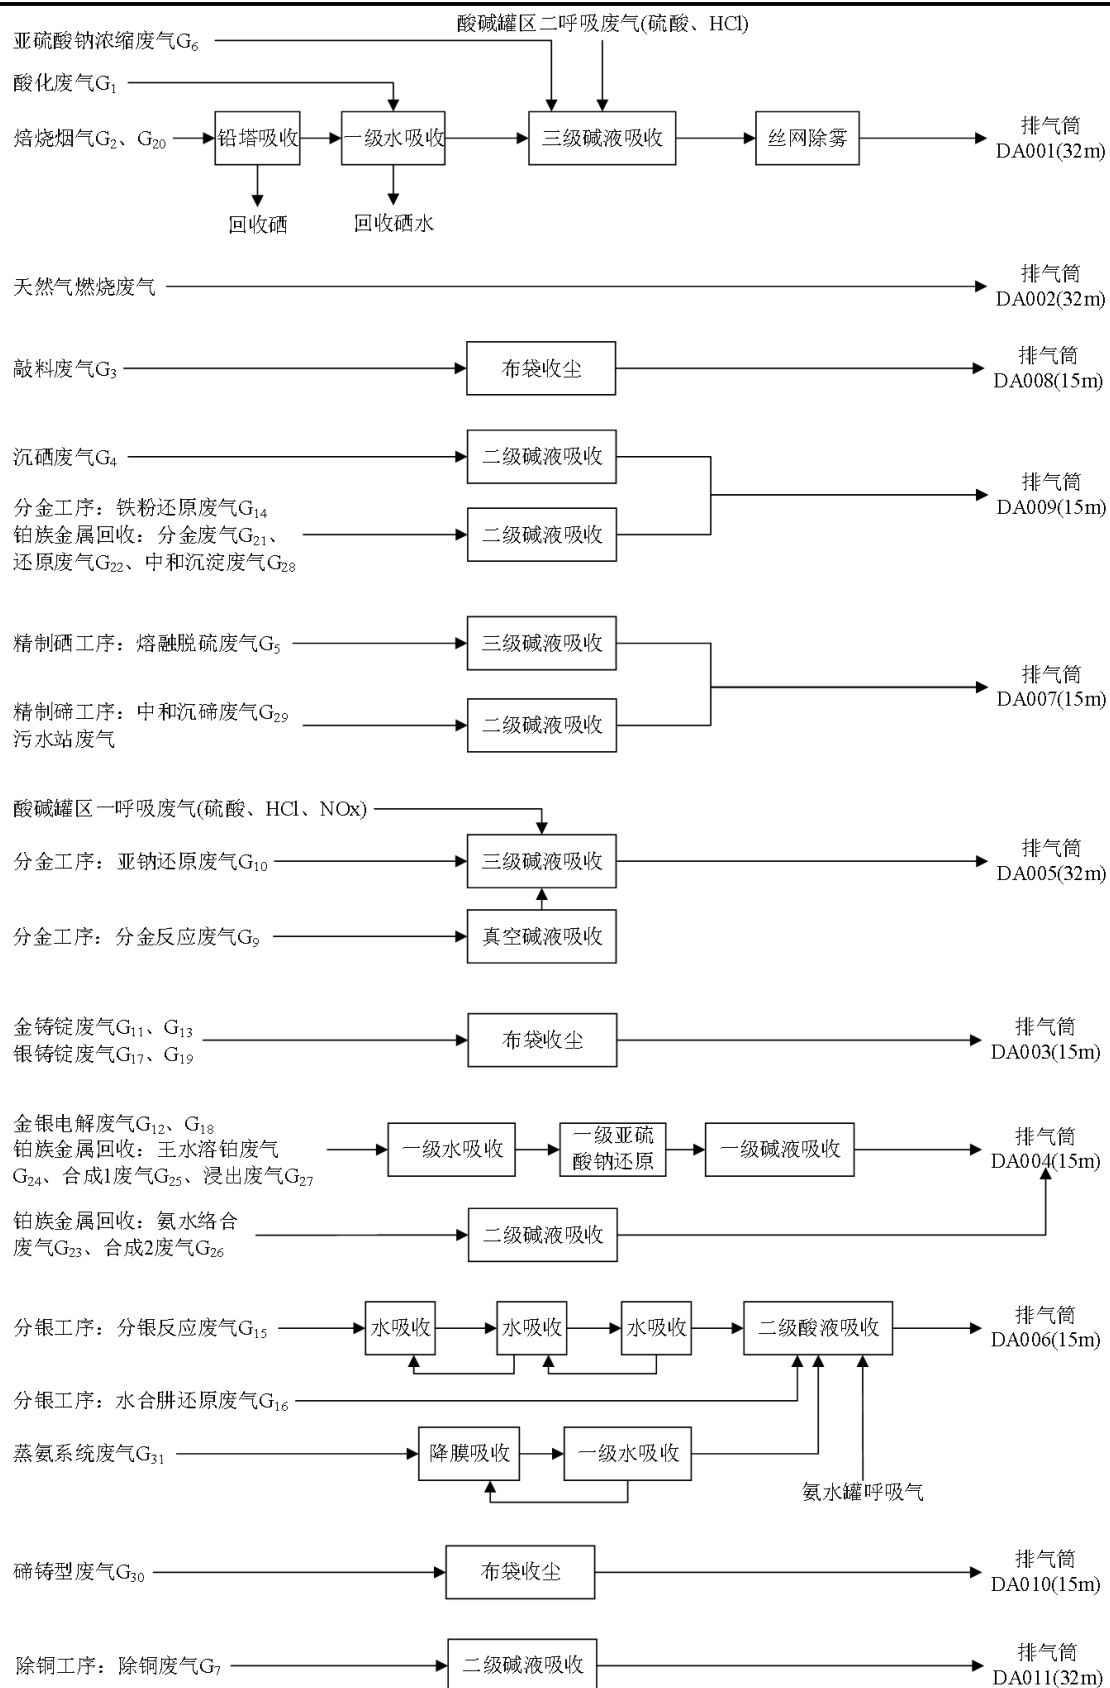 酸碱罐区二呼吸废气(硫酸、HCl)
亚硫酸钠浓缩废气G6
酸化废气G1
焙烧烟气G2、G20
铅塔吸收
一级水吸收
三级碱液吸收
丝网除雾
排气筒
DA001(32m)
回收硒
回收硒水
天然气燃烧废气
排气筒
DA002(32m)
敲料废气G3
布袋收尘
排气筒
DA008(15m)
沉硒废气G4
二级碱液吸收
分金工序：铁粉还原废气G14
铂族金属回收：分金废气G21、
还原废气G22、中和沉淀废气G28
二级碱液吸收
排气筒
DA009(15m)
精制硒工序：熔融脱硫废气G5
三级碱液吸收
精制碲工序：中和沉碲废气G29
污水站废气
二级碱液吸收
排气筒
DA007(15m)
酸碱罐区一呼吸废气(硫酸、HCl、NOx)
分金工序：亚钠还原废气G10
三级碱液吸收
排气筒
DA005(32m)
分金工序：分金反应废气G9
真空碱液吸收
金铸锭废气G11、G13
银铸锭废气G17、G19
布袋收尘
排气筒
DA003(15m)
金银电解废气G12、G18
铂族金属回收：王水溶铂废气
G24、合成1废气G25、浸出废气G27
一级水吸收
一级亚硫
酸钠还原
一级碱液吸收
排气筒
DA004(15m)
铂族金属回收：氨水络合
废气G23、合成2废气G26
二级碱液吸收
分银工序：分银反应废气G15
水吸收
水吸收
水吸收
二级酸液吸收
排气筒
DA006(15m)
分银工序：水合肼还原废气G16
蒸氨系统废气G31
降膜吸收
一级水吸收
氨水罐呼吸气
碲铸型废气G30
布袋收尘
排气筒
DA010(15m)
除铜工序：除铜废气G7
二级碱液吸收
排气筒
DA011(32m)